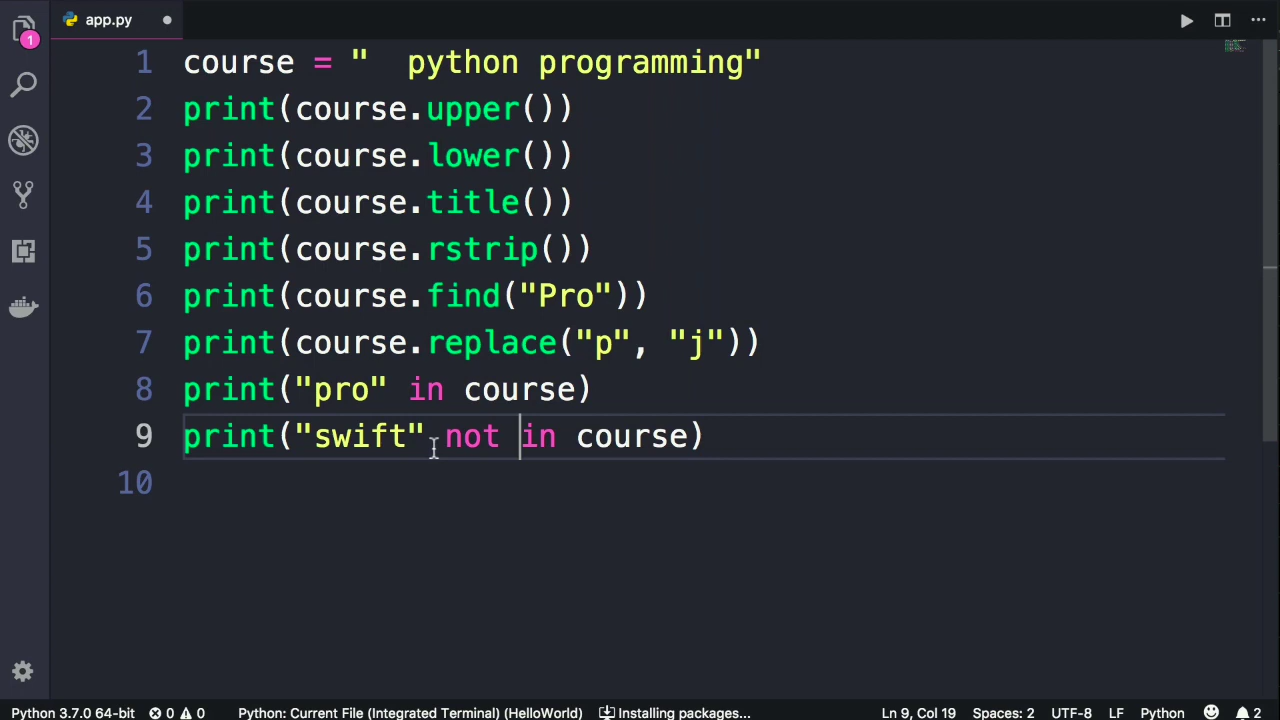 app.py
1
1 course = "  python programming"
2 print(course.upper())
3 print(course.lower())
4 print(course.title())
5 print(course.rstrip())
6 print(course.find("Pro"))
7 print(course.replace("p", "j"))
8 print("pro" in course)
9 print("swift" not in course)
10
Python 3.7.0 64-bit 0 0 Python: Current File (Integrated Terminal) (HelloWorld) Installing packages... Ln 9, Col 19 Spaces: 2 UTF-8 LF Python 2